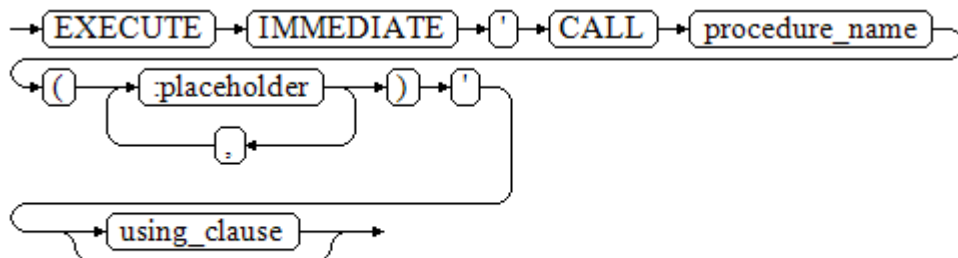 EXECUTE IMMEDIATE ' CALL procedure_name
( :placeholder ) '
,
using_clause